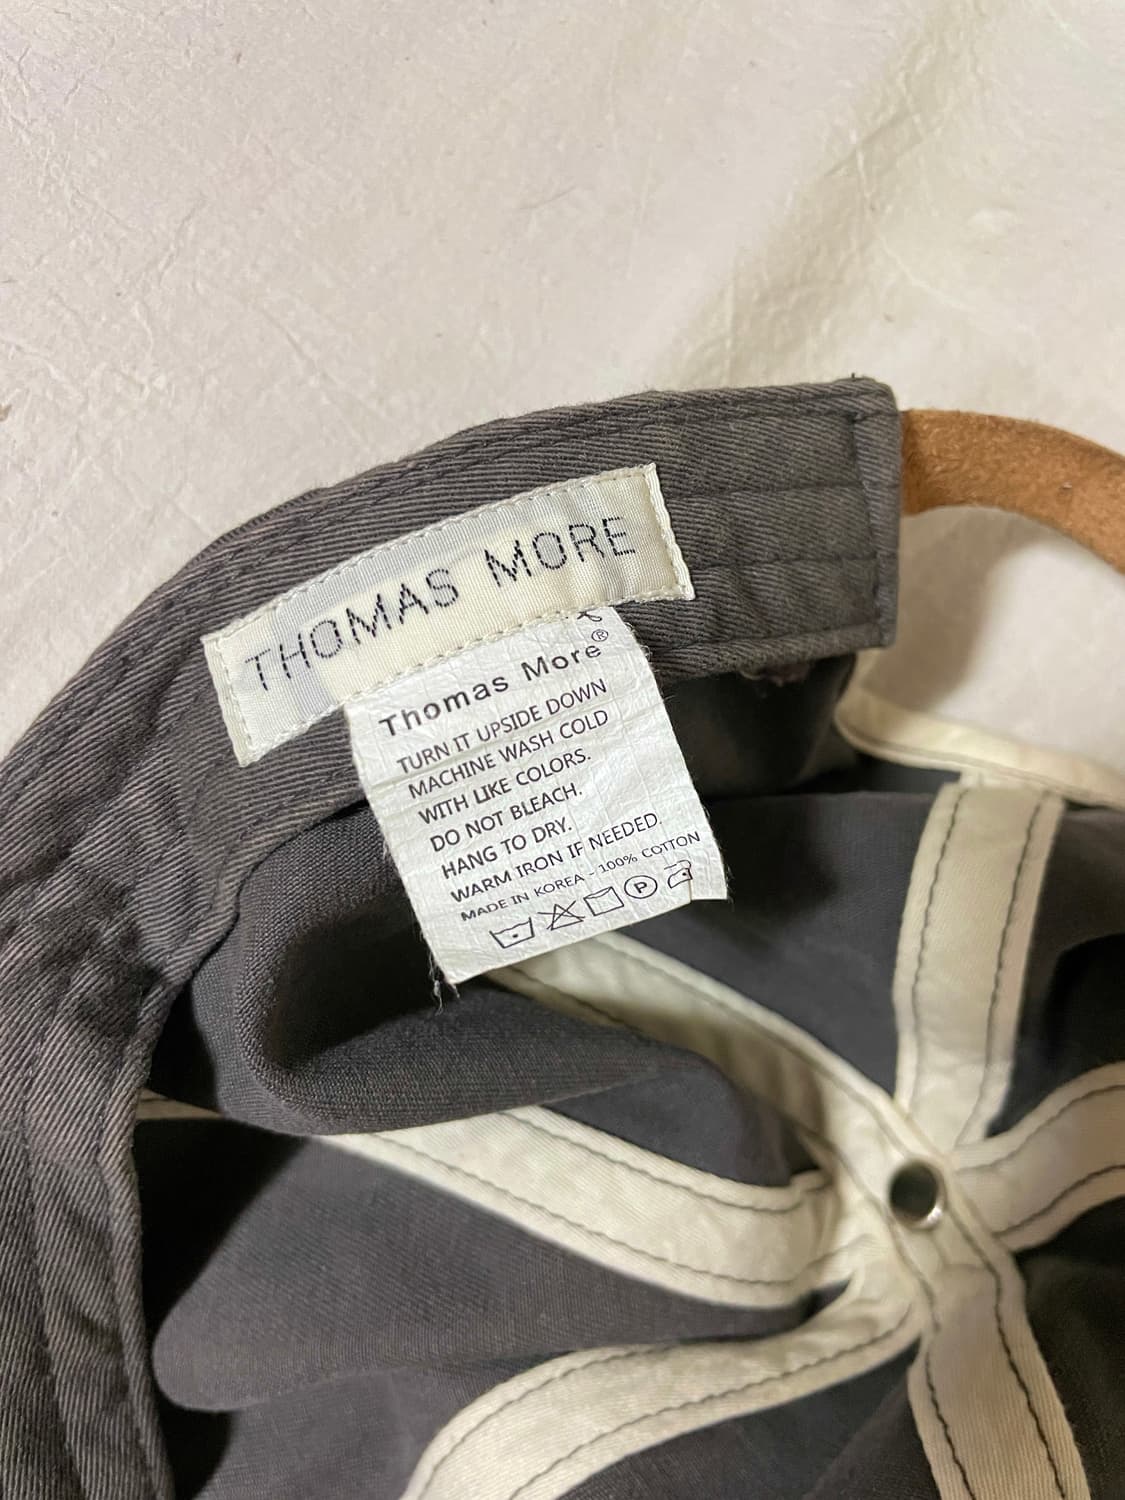 THOMAS MORE
Thomas More®
TURN IT UPSIDE DOWN
MACHINE WASH COLD
WITH LIKE COLORS.
DO NOT BLEACH.
HANG TO DRY.
WARM IRON IF NEEDED.
MADE IN KOREA - 100% COTTON
P